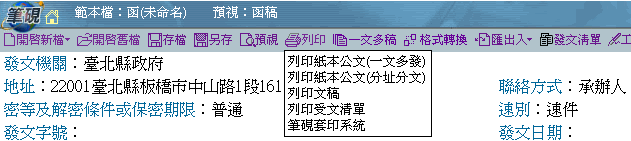 筆硯 範本檔：函(未命名) 預視：函稿
開啓新檔 開啓舊檔 存檔 另存 預視 列印 一文多稿 格式轉換 匯出入 發文清單 工
發文機關：臺北縣政府
列印紙本公文(一文多發)
列印紙本公文(分址分文)
列印文稿
列印受文清單
筆硯套印系統
地址：22001臺北縣板橋市中山路1段161 聯絡方式：承辦人
密等及解密條件或保密期限：普通 速別：速件
發文字號： 發文日期：